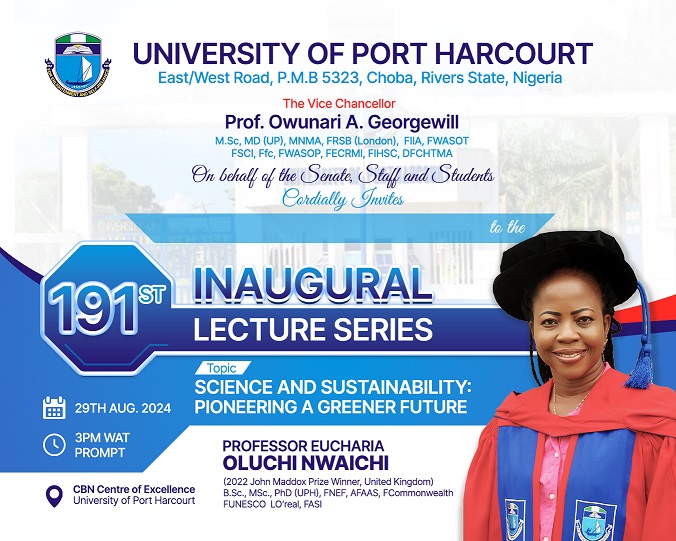 UNIVERSITY OF PORT HARCOURT
East/West Road, P.M.B 5323, Choba, Rivers State, Nigeria
The Vice Chancellor
Prof. Owunari A. Georgewill
M.Sc, MD (UP), MNMA, FRSB (London), FIIA, FWASOT
FSCI, Ffc, FWASOP, FECRMI, FIHSC, DFCHTMA
On behalf of the Senate, Staff and Students
Cordially Invites
to the
191ST
INAUGURAL
LECTURE SERIES
Topic
SCIENCE AND SUSTAINABILITY:
PIONEERING A GREENER FUTURE
29TH AUG. 2024
3PM WAT
PROMPT
CBN Centre of Excellence
University of Port Harcourt
PROFESSOR EUCHARIA
OLUCHI NWAICHI
(2022 John Maddox Prize Winner, United Kingdom)
B.Sc., MSc., PhD (UPH), FNEF, AFAAS, FCommonwealth
FUNESCO LO'real, FASI